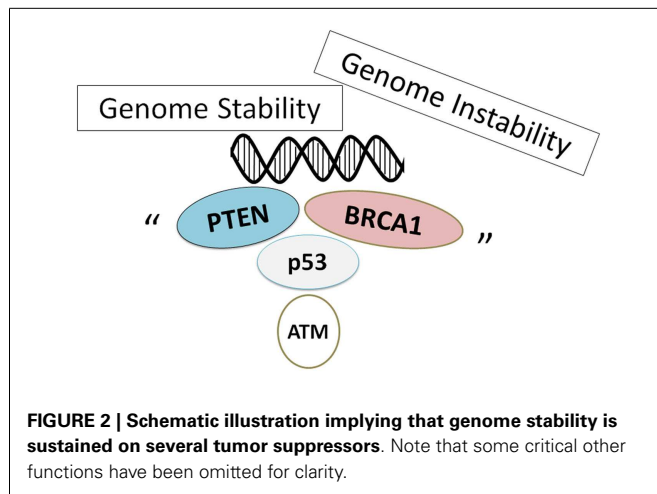 Genome Stability
Genome Instability
“ PTEN BRCA1 ”
p53
ATM
FIGURE 2 | Schematic illustration implying that genome stability is
sustained on several tumor suppressors. Note that some critical other
functions have been omitted for clarity.